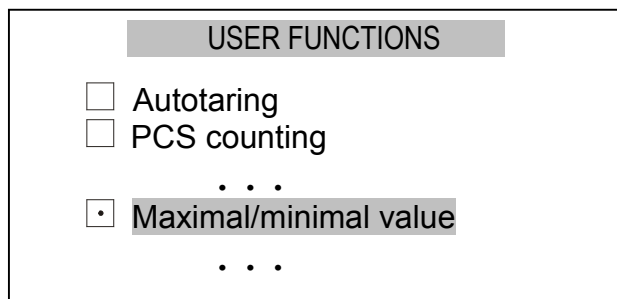 USER FUNCTIONS
Autotaring
PCS counting
. . .
Maximal/minimal value
. . .